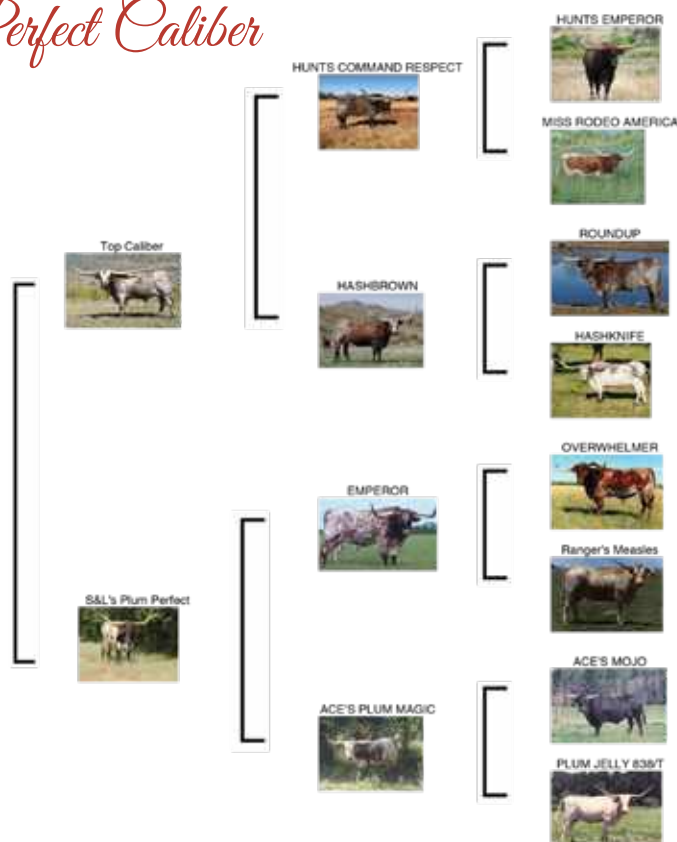 Perfect Caliber
HUNTS EMPEROR
HUNTS COMMAND RESPECT
MISS RODEO AMERICA
Top Caliber
ROUNDUP
HASHBROWN
HASHKNIFE
OVERWHELMER
EMPEROR
Ranger's Measles
S&L's Plum Perfect
ACE'S MOJO
ACE'S PLUM MAGIC
PLUM JELLY 838/T